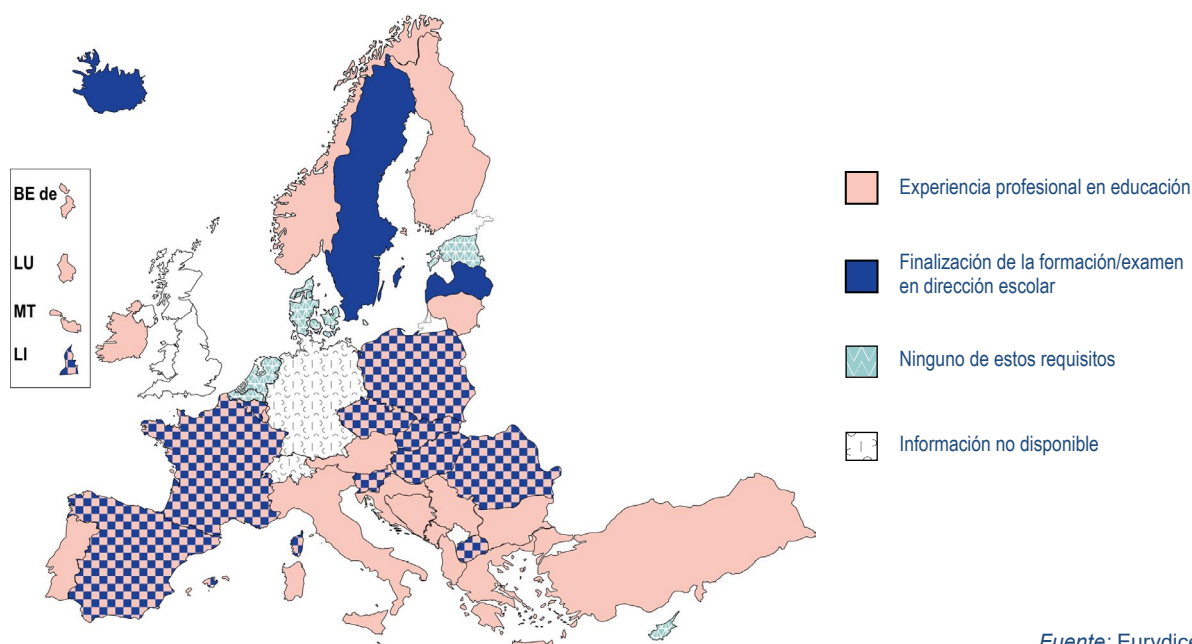 BE de
LU
MT
LI
Experiencia profesional en educación
Finalización de la formación/examen
en dirección escolar
Ninguno de estos requisitos
Información no disponible
Fuente: Eurydice